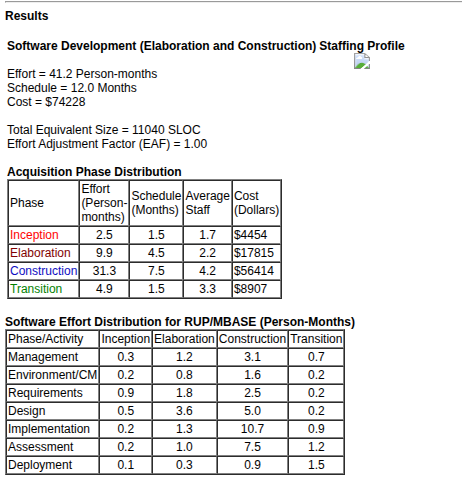 Results
Software Development (Elaboration and Construction) Staffing Profile
Effort = 41.2 Person-months
Schedule = 12.0 Months
Cost = $74228
Total Equivalent Size = 11040 SLOC
Effort Adjustment Factor (EAF) = 1.00
Acquisition Phase Distribution
Phase Effort (Person-months) Schedule (Months) Average Staff Cost (Dollars)
Inception 2.5 1.5 1.7 $4454
Elaboration 9.9 4.5 2.2 $17815
Construction 31.3 7.5 4.2 $56414
Transition 4.9 1.5 3.3 $8907
Software Effort Distribution for RUP/MBASE (Person-Months)
Phase/Activity Inception Elaboration Construction Transition
Management 0.3 1.2 3.1 0.7
Environment/CM 0.2 0.8 1.6 0.2
Requirements 0.9 1.8 2.5 0.2
Design 0.5 3.6 5.0 0.2
Implementation 0.2 1.3 10.7 0.9
Assessment 0.2 1.0 7.5 1.2
Deployment 0.1 0.3 0.9 1.5